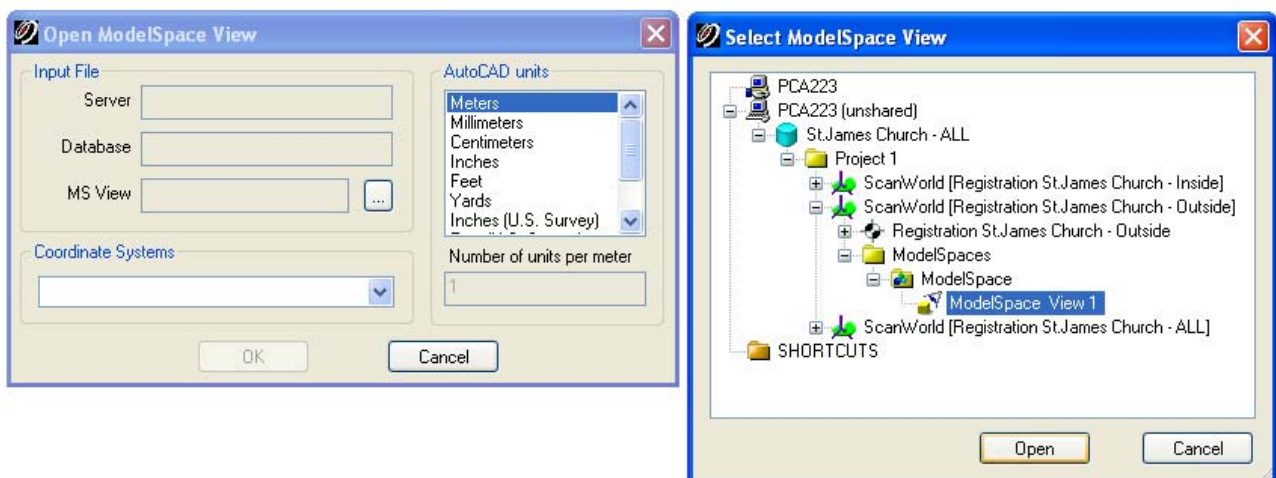 Open ModelSpace View
Input File
Server
Database
MS View
...
Coordinate Systems
AutoCAD units
Meters
Millimeters
Centimeters
Inches
Feet
Yards
Inches (U.S. Survey)
Number of units per meter
1
OK
Cancel
Select ModelSpace View
PCA223
PCA223 (unshared)
St.James Church - ALL
Project 1
ScanWorld [Registration St.James Church - Inside]
ScanWorld [Registration St.James Church - Outside]
Registration St.James Church - Outside
ModelSpaces
ModelSpace
ModelSpace View 1
ScanWorld [Registration St.James Church - ALL]
SHORTCUTS
Open
Cancel